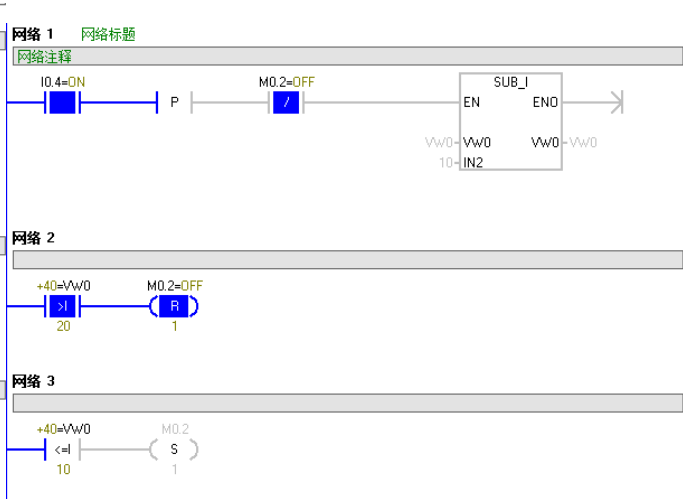 网络 1 网络标题
网络注释
I0.4=ON M0.2=OFF SUB_I
P / EN ENO
VW0 VW0 VW0 VW0
10 IN2
网络 2
+40=VW0 M0.2=OFF
>I R
20 1
网络 3
+40=VW0 M0.2
<=I S
10 1